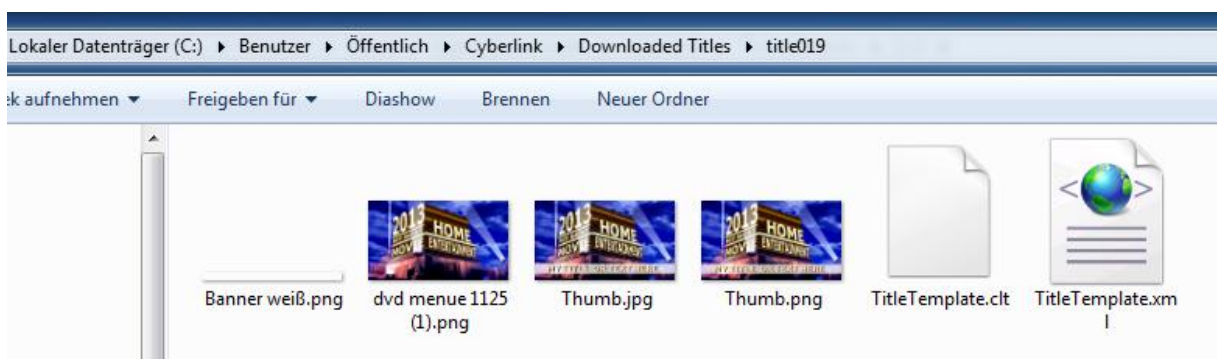 Lokaler Datenträger (C:) ▸ Benutzer ▸ Öffentlich ▸ Cyberlink ▸ Downloaded Titles ▸ title019
ek aufnehmen Freigeben für Diashow Brennen Neuer Ordner
2013 HOME ENTERTAINMENT
2013 HOME
2013 HOME
Banner weiß.png dvd menue 1125 Thumb.jpg Thumb.png TitleTemplate.clt TitleTemplate.xm
(1).png l